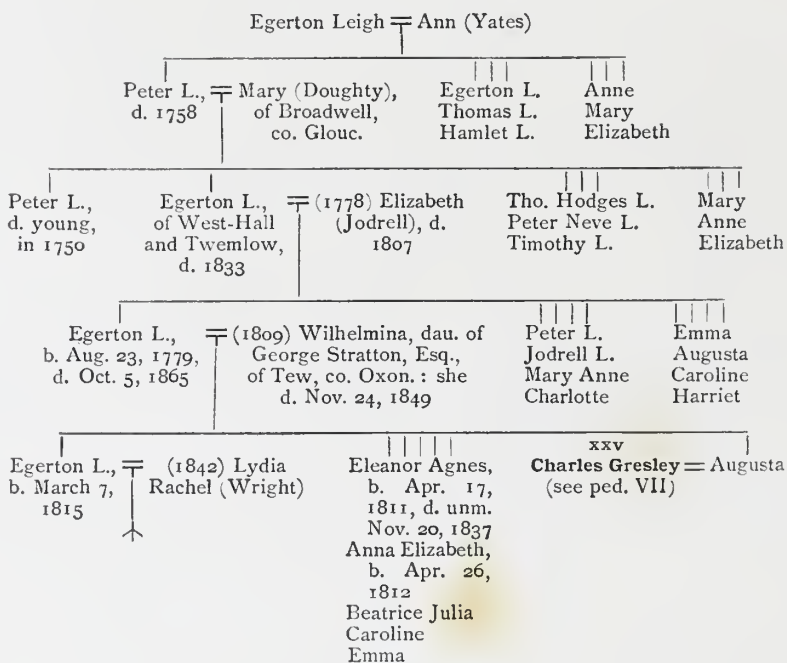 Egerton Leigh = Ann (Yates)
Peter L., = Mary (Doughty),
d. 1758 of Broadwell,
co. Glouc.
Egerton L.
Thomas L.
Hamlet L.
Anne
Mary
Elizabeth
Peter L.,
d. young,
in 1750
Egerton L.,
of West-Hall
and Twemlow,
d. 1833
= (1778) Elizabeth
(Jodrell), d.
1807
Tho. Hodges L.
Peter Neve L.
Timothy L.
Mary
Anne
Elizabeth
Egerton L.,
b. Aug. 23, 1779,
d. Oct. 5, 1865
= (1809) Wilhelmina, dau. of
George Stratton, Esq.,
of Tew, co. Oxon. : she
d. Nov. 24, 1849
Peter L.
Jodrell L.
Mary Anne
Charlotte
Emma
Augusta
Caroline
Harriet
Egerton L., =
b. March 7,
1815
(1842) Lydia
Rachel (Wright)
Eleanor Agnes,
b. Apr. 17,
1811, d. unm.
Nov. 20, 1837
Anna Elizabeth,
b. Apr. 26,
1812
Beatrice Julia
Caroline
Emma
XXV
Charles Gresley = Augusta
(see ped. VII)